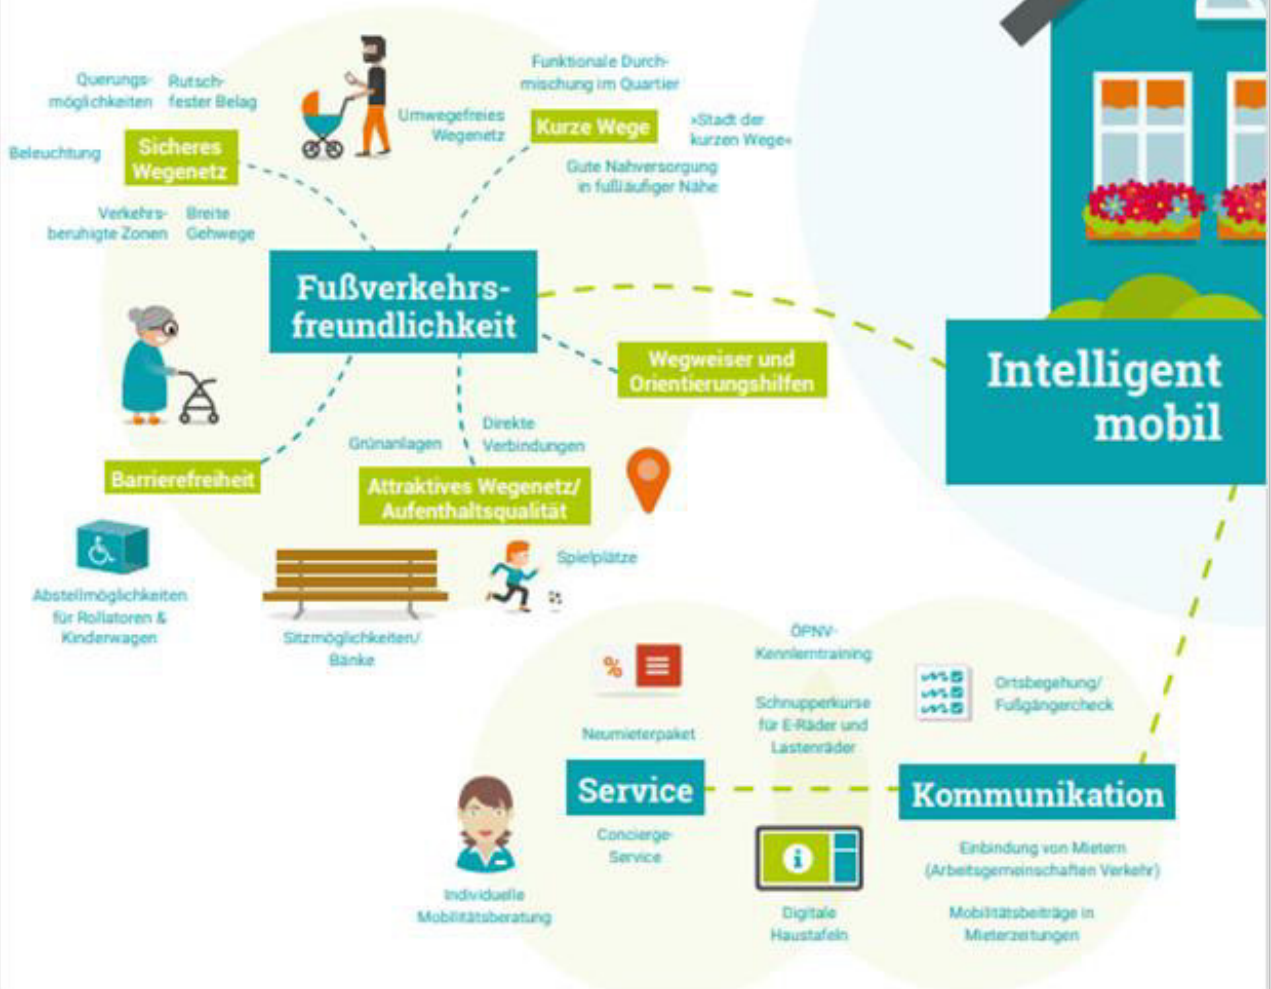 Querungs-
möglichkeiten
Rutsch-
fester Belag
Beleuchtung
Sicheres
Wegenetz
Verkehrs-
beruhigte Zonen
Breite
Gehwege
Funktionale Durch-
mischung im Quartier
Umwegefreies
Wegenetz
Kurze Wege
»Stadt der
kurzen Wege«
Gute Nahversorgung
in fußläufiger Nähe
Fußverkehrs-
freundlichkeit
Wegweiser und
Orientierungshilfen
Intelligent
mobil
Barrierefreiheit
Abstellmöglichkeiten
für Rollatoren &
Kinderwagen
Grünanlagen
Direkte
Verbindungen
Attraktives Wegenetz/
Aufenthaltsqualität
Spielplätze
Sitzmöglichkeiten/
Bänke
%
Neumieterpaket
Service
Concierge-
Service
Individuelle
Mobilitätsberatung
ÖPNV-
Kennlerntraining
Schnupperkurse
für E-Räder und
Lastenräder
i
Digitale
Haustafeln
Ortsbegehung/
Fußgängercheck
Kommunikation
Einbindung von Mietern
(Arbeitsgemeinschaften Verkehr)
Mobilitätsbeiträge in
Mieterzeitungen